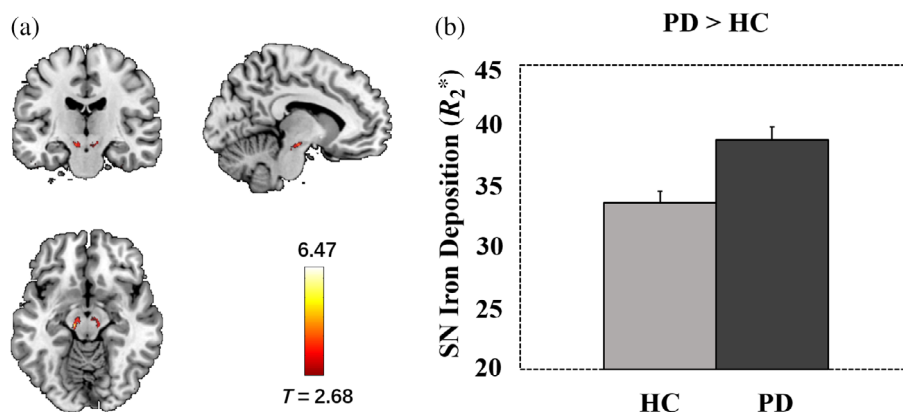 (a)
6.47
T = 2.68
(b)
PD > HC
SN Iron Deposition (R₂*)
45
40
35
30
25
20
HC
PD